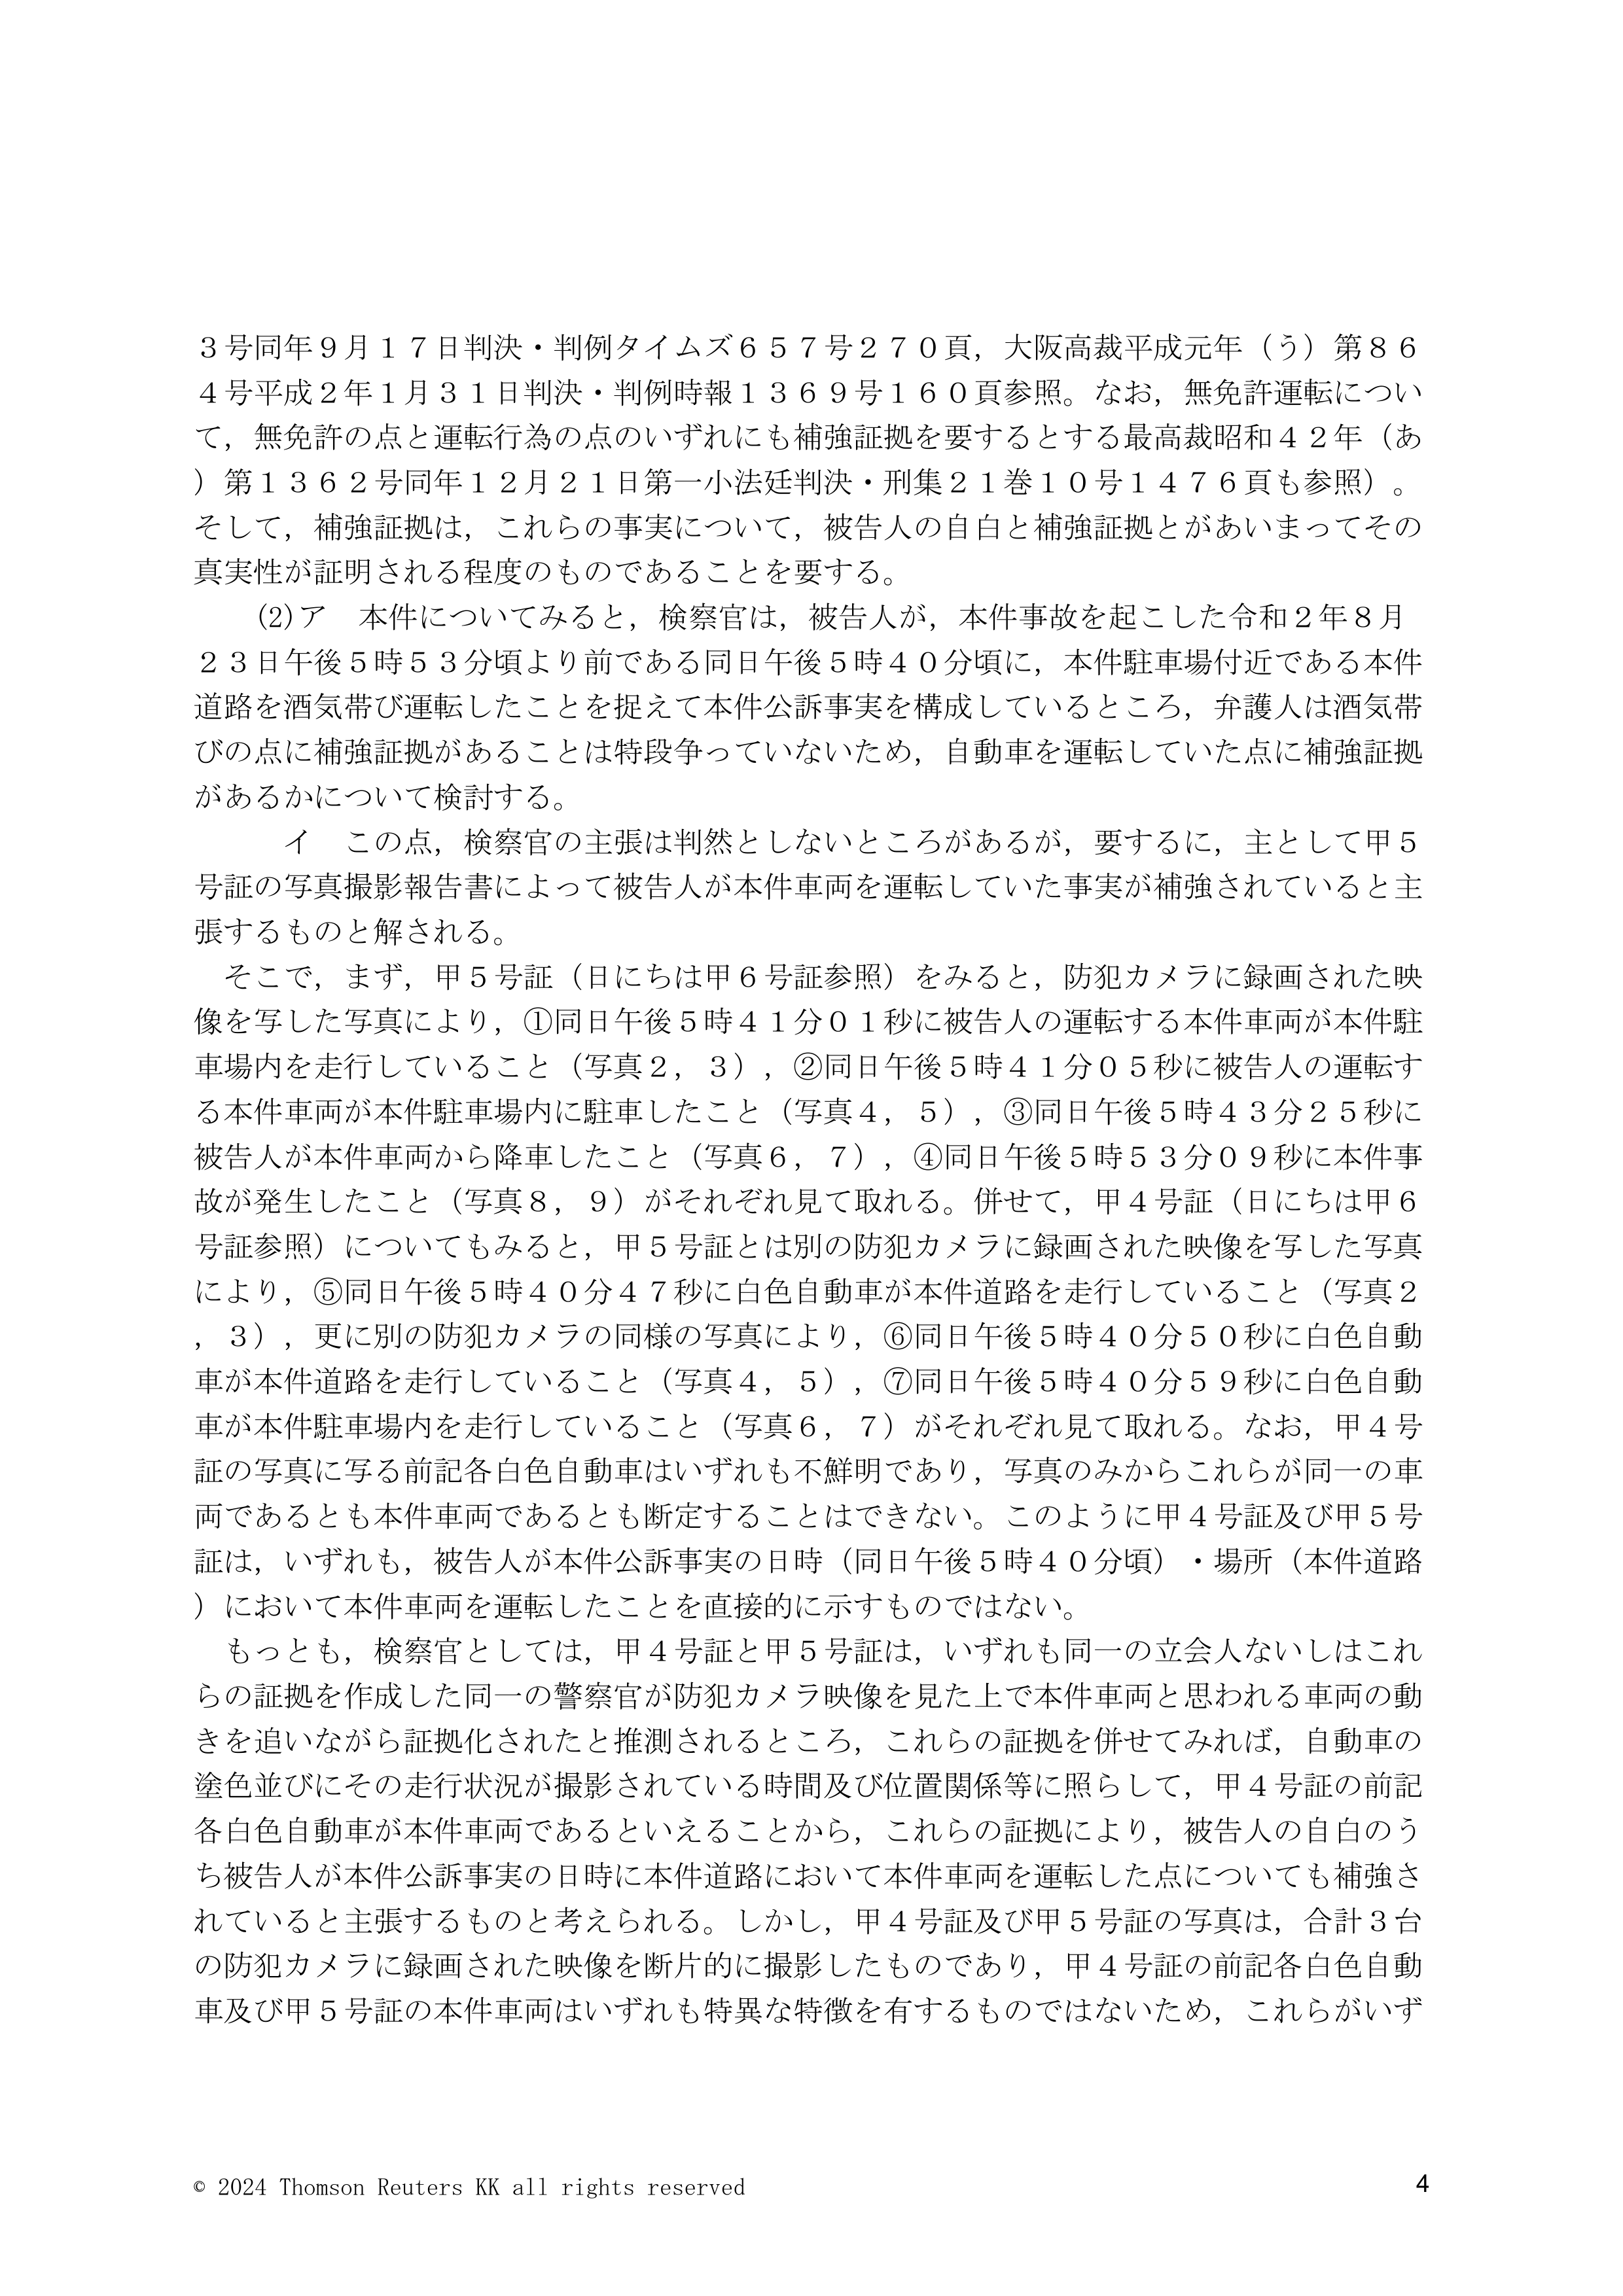 ３号同年９月１７日判決・判例タイムズ６５７号２７０頁，大阪高裁平成元年（う）第８６
４号平成２年１月３１日判決・判例時報１３６９号１６０頁参照。なお，無免許運転につい
て，無免許の点と運転行為の点のいずれにも補強証拠を要するとする最高裁昭和４２年（あ
）第１３６２号同年１２月２１日第一小法廷判決・刑集２１巻１０号１４７６頁も参照）。
そして，補強証拠は，これらの事実について，被告人の自白と補強証拠とがあいまってその
真実性が証明される程度のものであることを要する。
(2)ア　本件についてみると，検察官は，被告人が，本件事故を起こした令和２年８月
２３日午後５時５３分頃より前である同日午後５時４０分頃に，本件駐車場付近である本件
道路を酒気帯び運転したことを捉えて本件公訴事実を構成しているところ，弁護人は酒気帯
びの点に補強証拠があることは特段争っていないため，自動車を運転していた点に補強証拠
があるかについて検討する。
イ　この点，検察官の主張は判然としないところがあるが，要するに，主として甲５
号証の写真撮影報告書によって被告人が本件車両を運転していた事実が補強されていると主
張するものと解される。
そこで，まず，甲５号証（日にちは甲６号証参照）をみると，防犯カメラに録画された映
像を写した写真により，①同日午後５時４１分０１秒に被告人の運転する本件車両が本件駐
車場内を走行していること（写真２，３），②同日午後５時４１分０５秒に被告人の運転す
る本件車両が本件駐車場内に駐車したこと（写真４，５），③同日午後５時４３分２５秒に
被告人が本件車両から降車したこと（写真６，７），④同日午後５時５３分０９秒に本件事
故が発生したこと（写真８，９）がそれぞれ見て取れる。併せて，甲４号証（日にちは甲６
号証参照）についてもみると，甲５号証とは別の防犯カメラに録画された映像を写した写真
により，⑤同日午後５時４０分４７秒に白色自動車が本件道路を走行していること（写真２
，３），更に別の防犯カメラの同様の写真により，⑥同日午後５時４０分５０秒に白色自動
車が本件道路を走行していること（写真４，５），⑦同日午後５時４０分５９秒に白色自動
車が本件駐車場内を走行していること（写真６，７）がそれぞれ見て取れる。なお，甲４号
証の写真に写る前記各白色自動車はいずれも不鮮明であり，写真のみからこれらが同一の車
両であるとも本件車両であるとも断定することはできない。このように甲４号証及び甲５号
証は，いずれも，被告人が本件公訴事実の日時（同日午後５時４０分頃）・場所（本件道路
）において本件車両を運転したことを直接的に示すものではない。
もっとも，検察官としては，甲４号証と甲５号証は，いずれも同一の立会人ないしはこれ
らの証拠を作成した同一の警察官が防犯カメラ映像を見た上で本件車両と思われる車両の動
きを追いながら証拠化されたと推測されるところ，これらの証拠を併せてみれば，自動車の
塗色並びにその走行状況が撮影されている時間及び位置関係等に照らして，甲４号証の前記
各白色自動車が本件車両であるといえることから，これらの証拠により，被告人の自白のう
ち被告人が本件公訴事実の日時に本件道路において本件車両を運転した点についても補強さ
れていると主張するものと考えられる。しかし，甲４号証及び甲５号証の写真は，合計３台
の防犯カメラに録画された映像を断片的に撮影したものであり，甲４号証の前記各白色自動
車及び甲５号証の本件車両はいずれも特異な特徴を有するものではないため，これらがいず
© 2024 Thomson Reuters KK all rights reserved
4